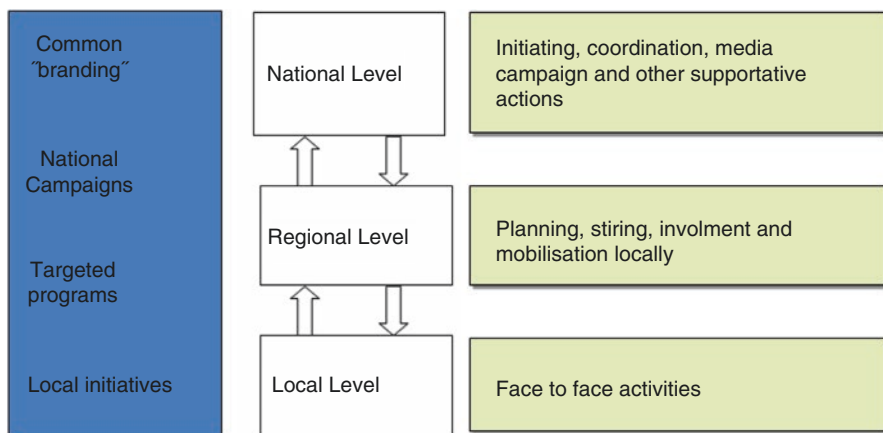 Common
˝branding˝
National
Campaigns
Targeted
programs
Local initiatives
National Level
Regional Level
Local Level
Initiating, coordination, media
campaign and other supportative
actions
Planning, stiring, involment and
mobilisation locally
Face to face activities